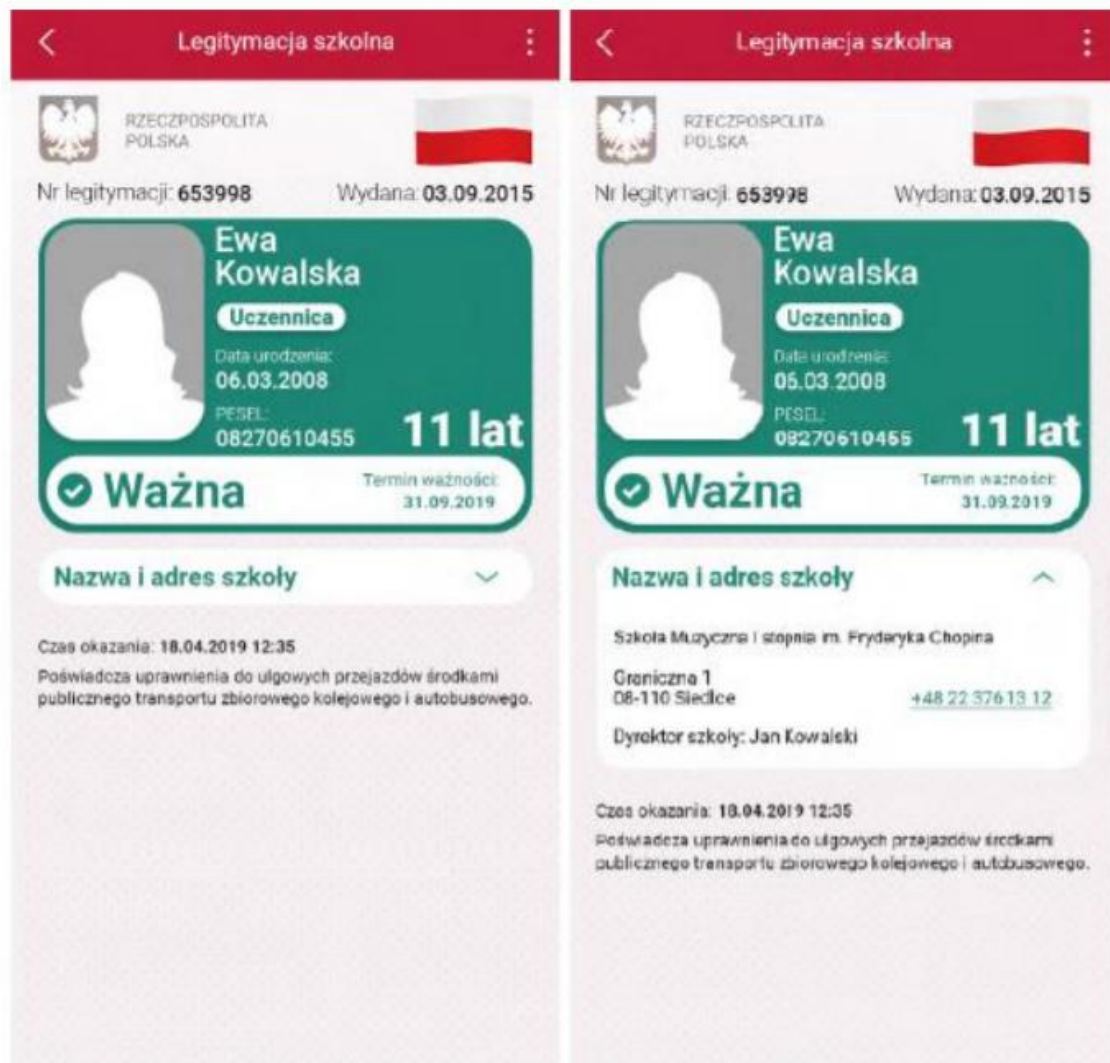 Legitymacja szkolna
RZECZPOSPOLITA
POLSKA
Nr legitymacji: 653998 Wydana: 03.09.2015
Ewa
Kowalska
Uczennica
Data urodzenia:
06.03.2008
PESEL:
08270610455
11 lat
Ważna
Termin ważności:
31.09.2019
Nazwa i adres szkoły
Czas okazania: 18.04.2019 12:35
Poświadcza uprawnienia do ulgowych przejazdów środkami
publicznego transportu zbiorowego kolejowego i autobusowego.
Legitymacja szkolna
RZECZPOSPOLITA
POLSKA
Nr legitymacji: 653998 Wydana: 03.09.2015
Ewa
Kowalska
Uczennica
Data urodzenia:
06.03.2008
PESEL:
08270610455
11 lat
Ważna
Termin ważności:
31.09.2019
Nazwa i adres szkoły
Szkoła Muzyczna I stopnia im. Fryderyka Chopina
Graniczna 1
08-110 Siedlce
+48 22 376 13 12
Dyrektor szkoły: Jan Kowalski
Czas okazania: 18.04.2019 12:35
Poświadcza uprawnienia do ulgowych przejazdów środkami
publicznego transportu zbiorowego kolejowego i autobusowego.